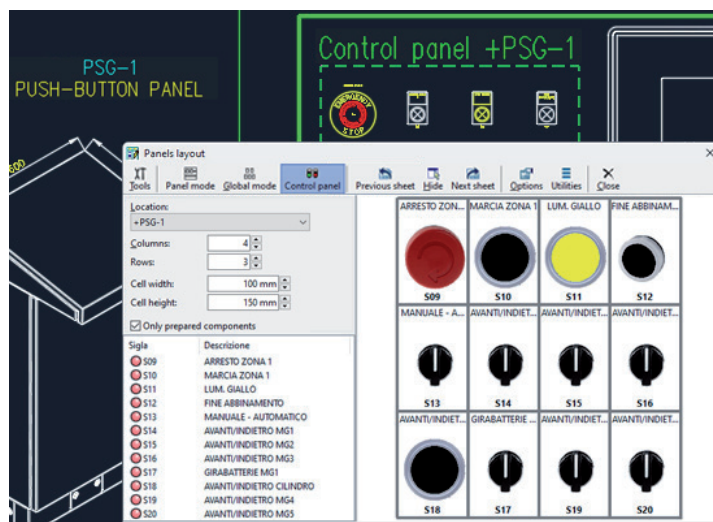 Control panel +PSG-1
PSG-1
PUSH-BUTTON PANEL
EMERGENCY
STOP
Panels layout
Tools
Panel mode
Global mode
Control panel
Previous sheet
Hide
Next sheet
Options
Utilities
Close
Location:
+PSG-1
Columns: 4
Rows: 3
Cell width: 100 mm
Cell height: 150 mm
Only prepared components
Sigla Descrizione
S09 ARRESTO ZONA 1
S10 MARCIA ZONA 1
S11 LUM. GIALLO
S12 FINE ABBINAMENTO
S13 MANUALE - AUTOMATICO
S14 AVANTI/INDIETRO MG1
S15 AVANTI/INDIETRO MG2
S16 AVANTI/INDIETRO MG3
S17 GIRABATTERIE MG1
S18 AVANTI/INDIETRO CILINDRO
S19 AVANTI/INDIETRO MG4
S20 AVANTI/INDIETRO MG5
ARRESTO ZON... MARCIA ZONA 1 LUM. GIALLO FINE ABBINAM...
S09 S10 S11 S12
MANUALE - A... AVANTI/INDIET... AVANTI/INDIET... AVANTI/INDIET...
S13 S14 S15 S16
AVANTI/INDIET... GIRABATTERIE ... AVANTI/INDIET... AVANTI/INDIET...
S18 S17 S19 S20